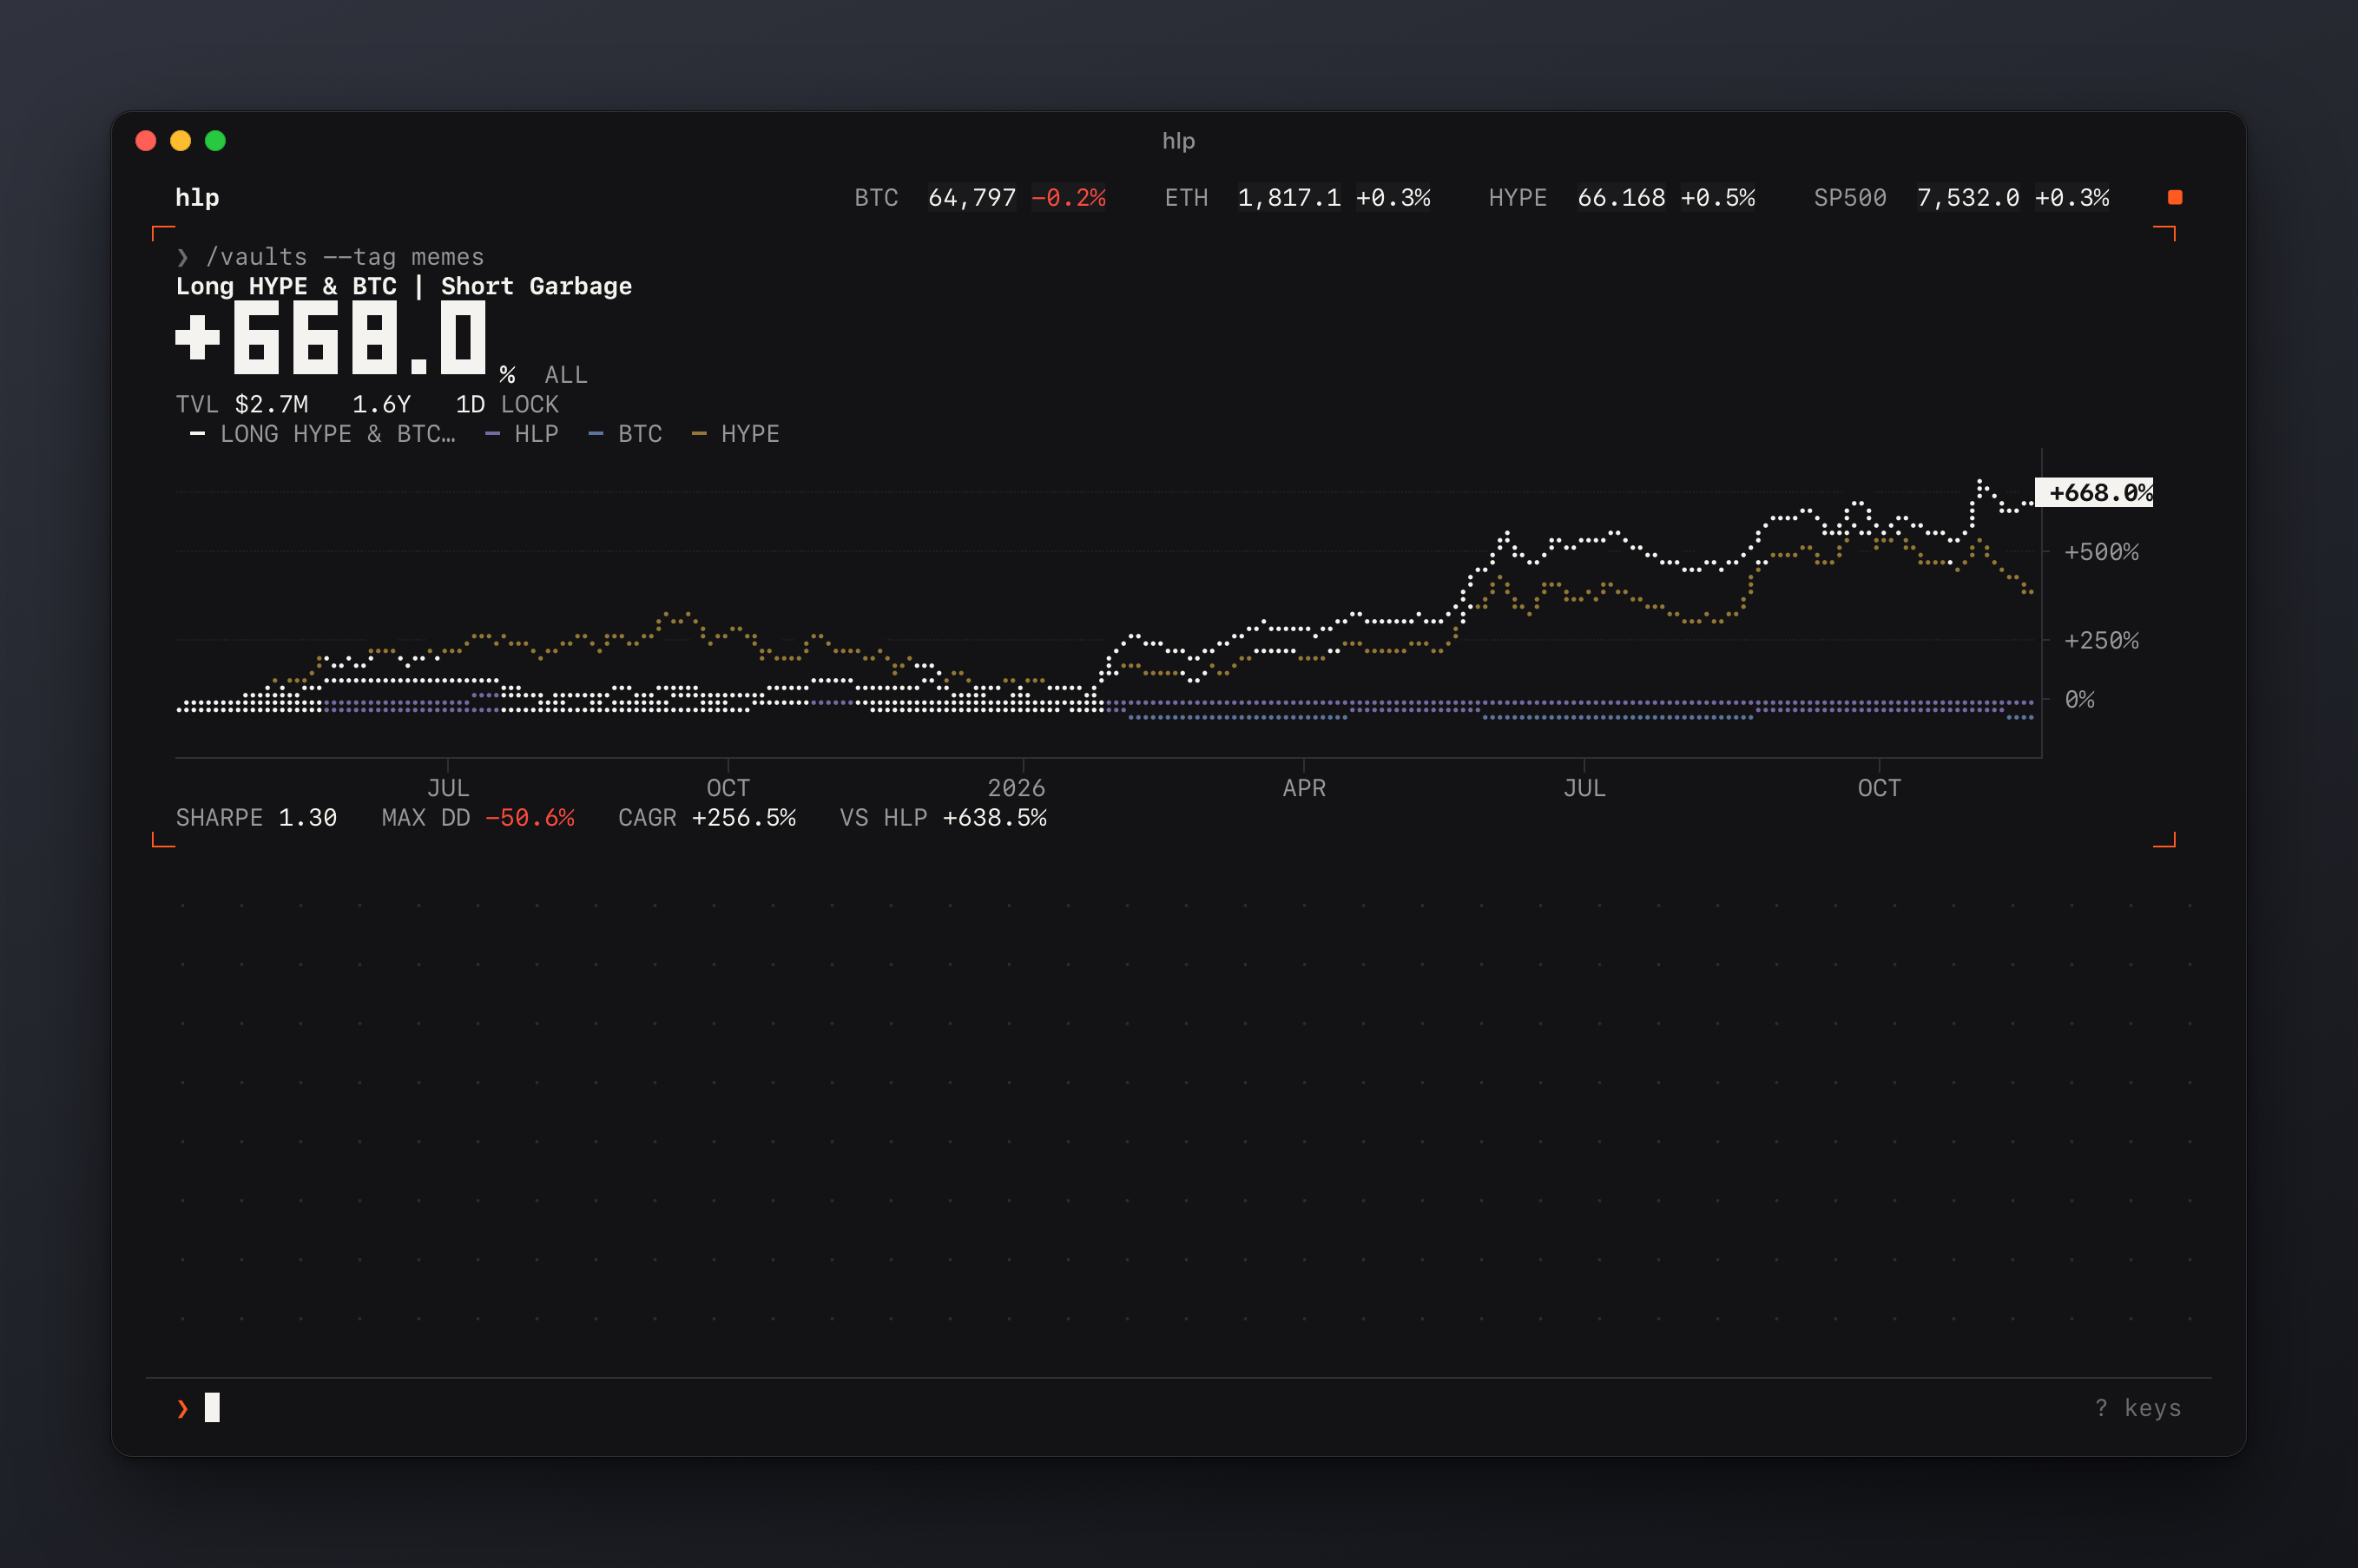 hlp
hlp BTC 64,797 −0.2% ETH 1,817.1 +0.3% HYPE 66.168 +0.5% SP500 7,532.0 +0.3%
❯ /vaults --tag memes
Long HYPE & BTC | Short Garbage
+668.0 % ALL
TVL $2.7M 1.6Y 1D LOCK
LONG HYPE & BTC… HLP BTC HYPE
+668.0%
+500%
+250%
0%
JUL OCT 2026 APR JUL OCT
SHARPE 1.30 MAX DD −50.6% CAGR +256.5% VS HLP +638.5%
❯ ? keys